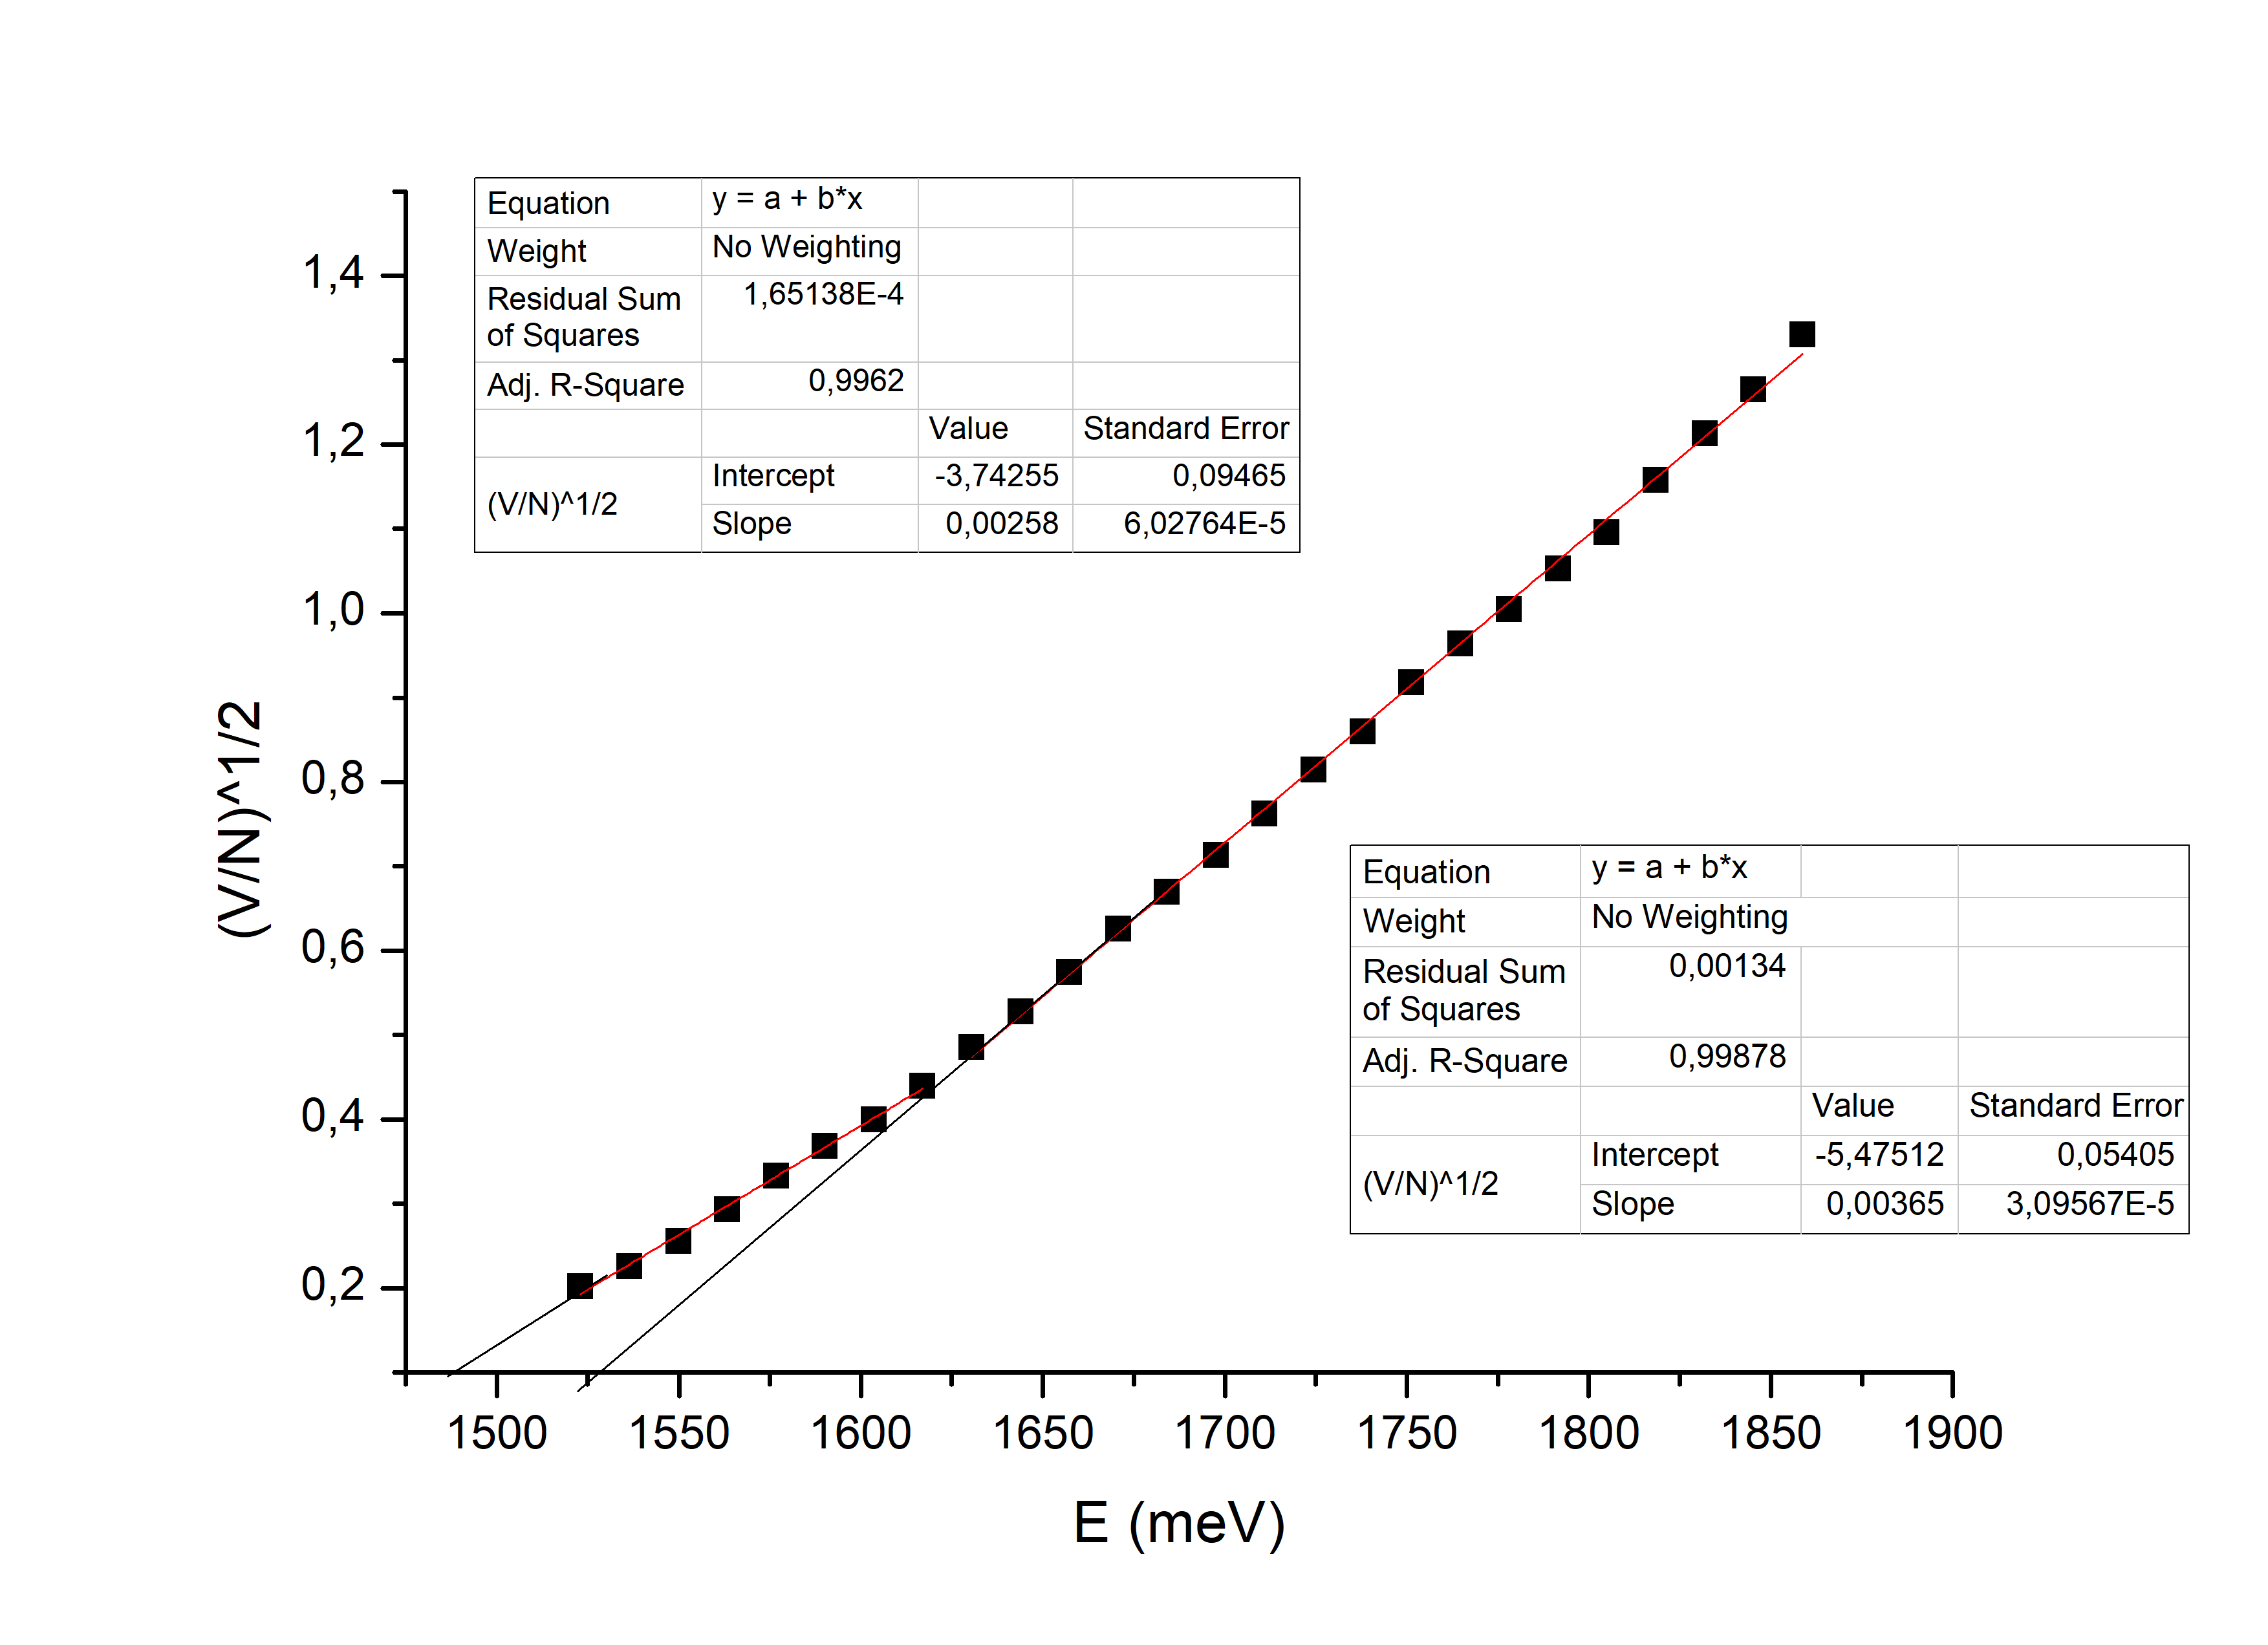 Equation y = a + b*x
Weight No Weighting
Residual Sum of Squares 1,65138E-4
Adj. R-Square 0,9962
Value Standard Error
(V/N)^1/2 Intercept -3,74255 0,09465
Slope 0,00258 6,02764E-5
1,4
1,2
1,0
0,8
0,6
0,4
0,2
(V/N)^1/2
Equation y = a + b*x
Weight No Weighting
Residual Sum of Squares 0,00134
Adj. R-Square 0,99878
Value Standard Error
(V/N)^1/2 Intercept -5,47512 0,05405
Slope 0,00365 3,09567E-5
1500 1550 1600 1650 1700 1750 1800 1850 1900
E (meV)